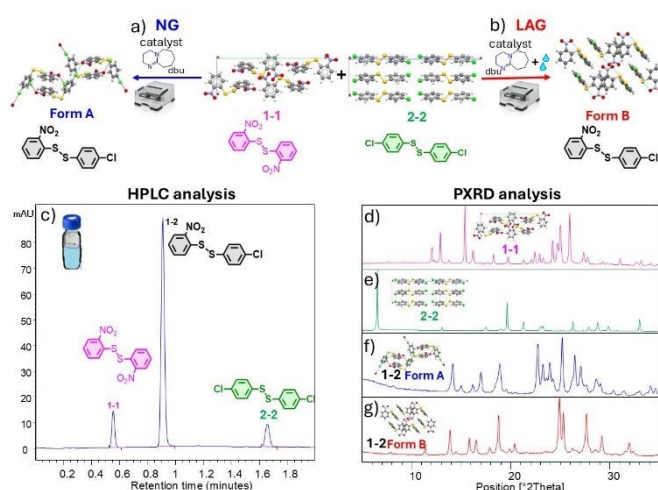 a) NG
catalyst
dbu
Form A
NO₂
S
S
Cl
1-1
NO₂
S
S
NO₂
+
2-2
Cl
S
S
Cl
b) LAG
catalyst
dbu
+
Form B
NO₂
S
S
Cl
HPLC analysis
c)
mAU
80
70
60
50
40
30
20
10
0
1-2
NO₂
S
S
Cl
NO₂
S
S
NO₂
1-1
Cl
S
S
Cl
2-2
0.2 0.4 0.6 0.8 1.0 1.2 1.4 1.6 1.8
Retention time (minutes)
PXRD analysis
d)
1-1
e)
2-2
f)
1-2 Form A
g)
1-2 Form B
10 20 30
Position [°2Theta]